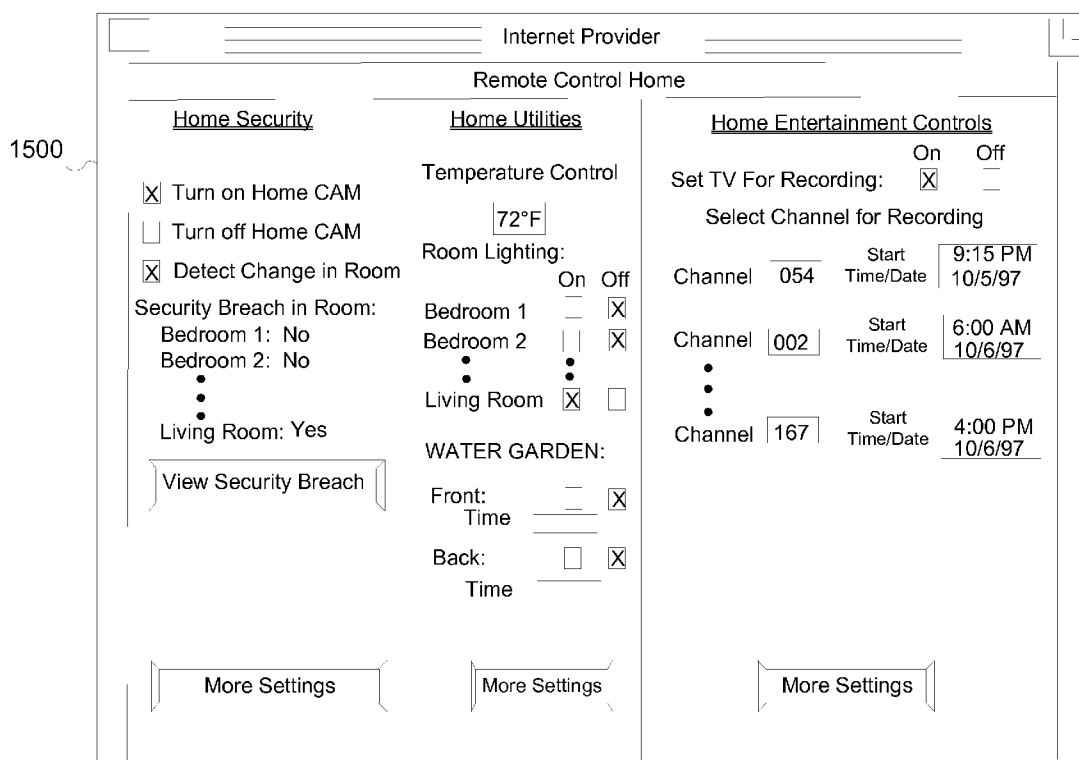 Internet Provider
Remote Control Home
1500
Home Security
X Turn on Home CAM
Turn off Home CAM
X Detect Change in Room
Security Breach in Room:
Bedroom 1: No
Bedroom 2: No
Living Room: Yes
View Security Breach
More Settings
Home Utilities
Temperature Control
72°F
Room Lighting:
On Off
Bedroom 1 X
Bedroom 2 X
Living Room X
WATER GARDEN:
Front: X
Time
Back: X
Time
More Settings
Home Entertainment Controls
On Off
Set TV For Recording: X
Select Channel for Recording
Channel 054 Start Time/Date 9:15 PM 10/5/97
Channel 002 Start Time/Date 6:00 AM 10/6/97
Channel 167 Start Time/Date 4:00 PM 10/6/97
More Settings